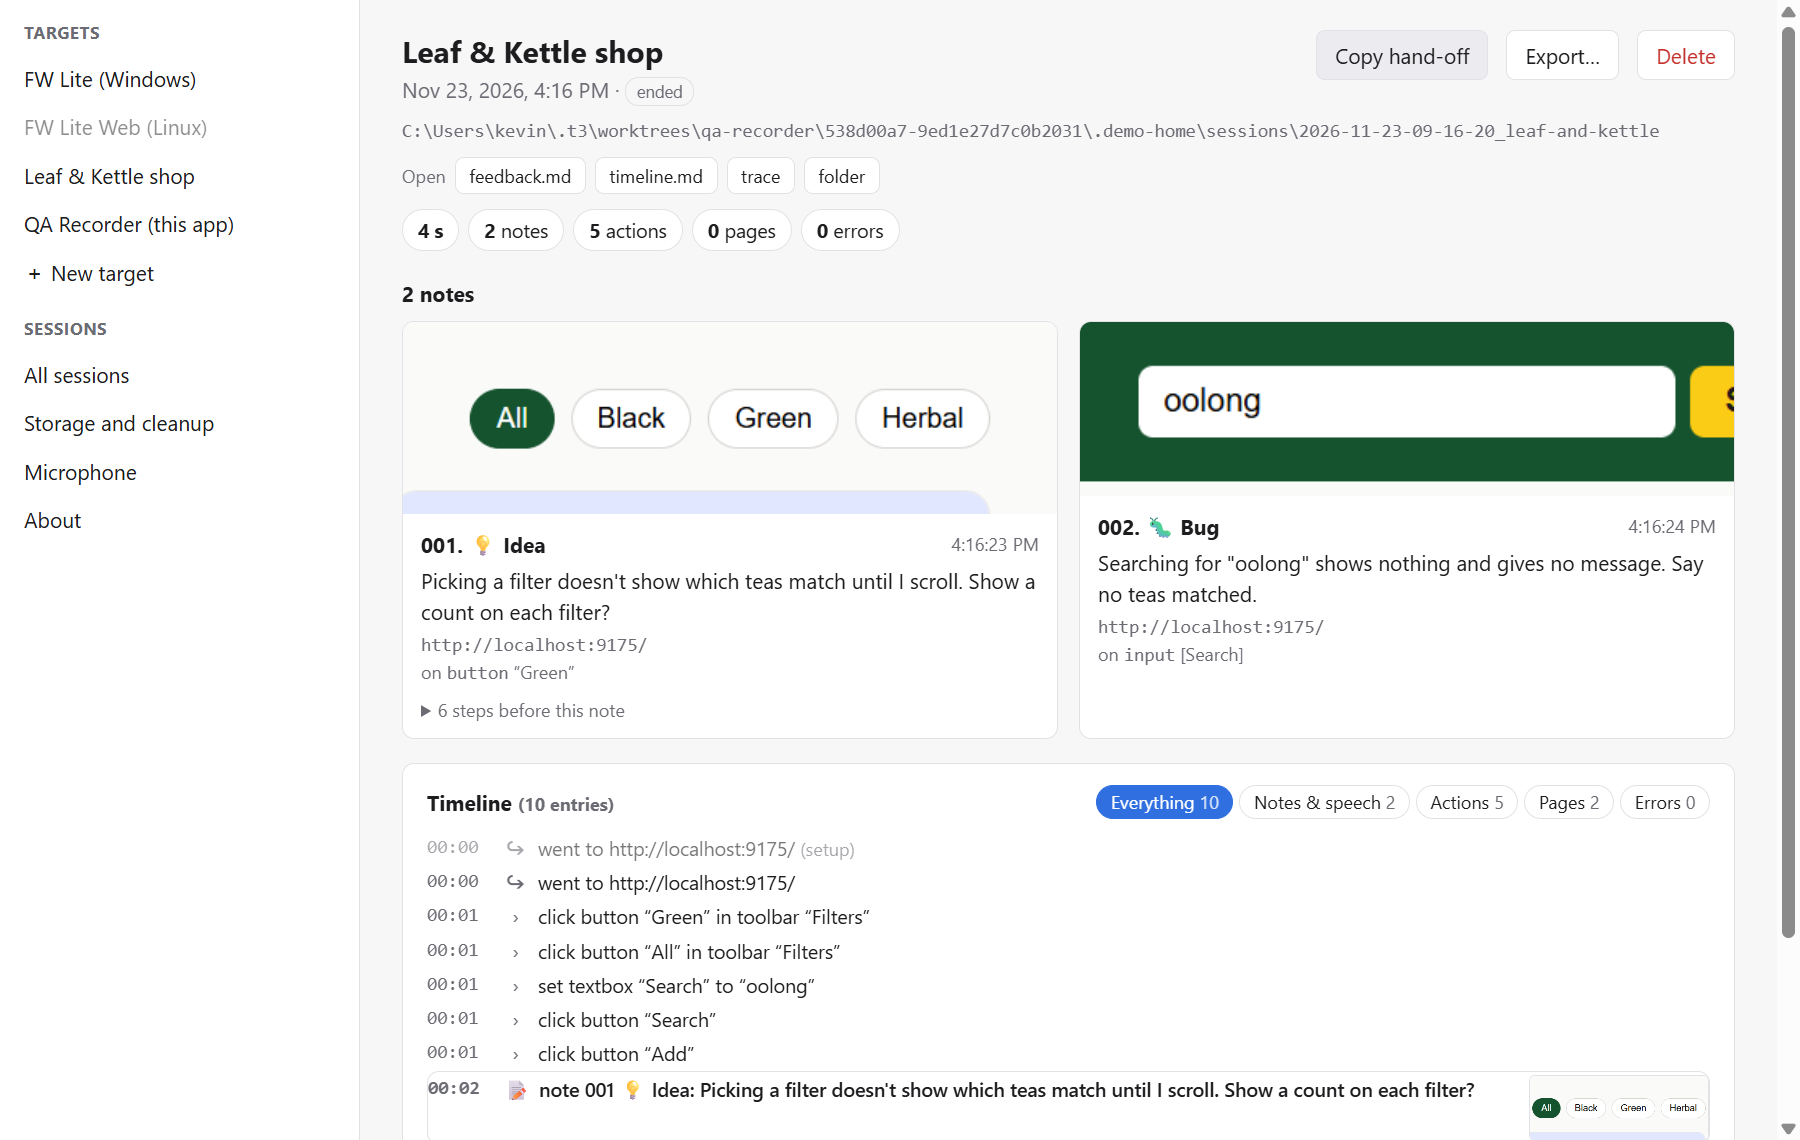 TARGETS
FW Lite (Windows)
FW Lite Web (Linux)
Leaf & Kettle shop
QA Recorder (this app)
+ New target
SESSIONS
All sessions
Storage and cleanup
Microphone
About
Leaf & Kettle shop
Copy hand-off
Export...
Delete
Nov 23, 2026, 4:16 PM · ended
C:\Users\kevin\.t3\worktrees\qa-recorder\538d00a7-9ed1e27d7c0b2031\.demo-home\sessions\2026-11-23-09-16-20_leaf-and-kettle
Open feedback.md timeline.md trace folder
4 s 2 notes 5 actions 0 pages 0 errors
2 notes
All Black Green Herbal
001. 💡 Idea 4:16:23 PM
Picking a filter doesn't show which teas match until I scroll. Show a
count on each filter?
http://localhost:9175/
on button “Green”
▶ 6 steps before this note
oolong
002. 🐛 Bug 4:16:24 PM
Searching for "oolong" shows nothing and gives no message. Say
no teas matched.
http://localhost:9175/
on input [Search]
Timeline (10 entries)
Everything 10 Notes & speech 2 Actions 5 Pages 2 Errors 0
00:00 ↪ went to http://localhost:9175/ (setup)
00:00 ↪ went to http://localhost:9175/
00:01 › click button “Green” in toolbar “Filters”
00:01 › click button “All” in toolbar “Filters”
00:01 › set textbox “Search” to “oolong”
00:01 › click button “Search”
00:01 › click button “Add”
00:02 📝 note 001 💡 Idea: Picking a filter doesn't show which teas match until I scroll. Show a count on each filter?
All Black Green Herbal